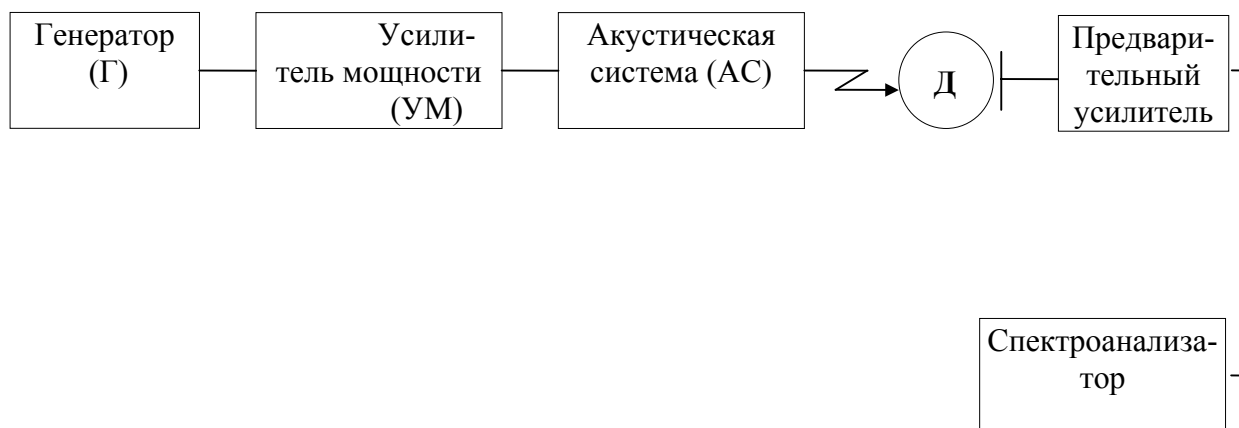 Генератор
(Г)
Усили-
тель мощности
(УМ)
Акустическая
система (АС)
Д
Предвари-
тельный
усилитель
Спектроанализа-
тор